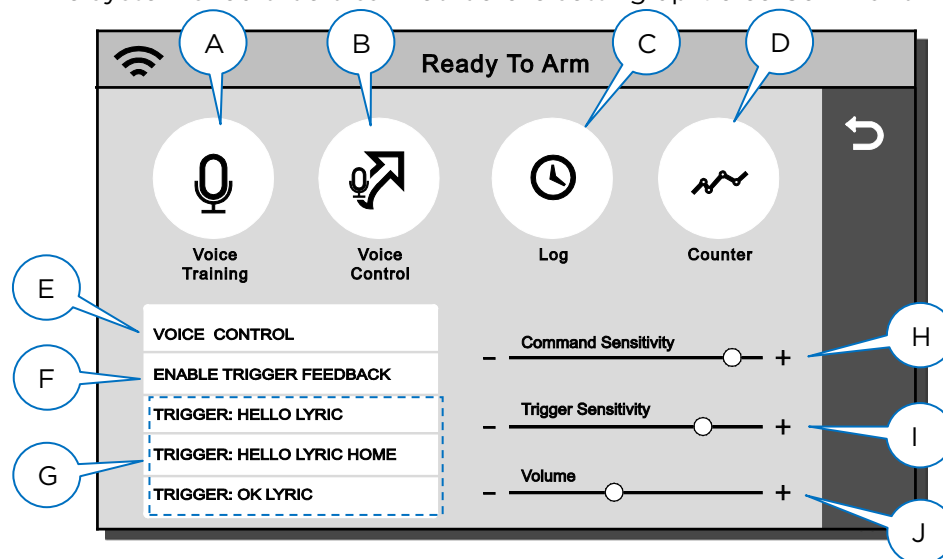 A
B
C
D
Ready To Arm
Voice
Training
Voice
Control
Log
Counter
E
VOICE CONTROL
F
ENABLE TRIGGER FEEDBACK
G
TRIGGER: HELLO LYRIC
TRIGGER: HELLO LYRIC HOME
TRIGGER: OK LYRIC
Command Sensitivity
- +
H
Trigger Sensitivity
- +
I
Volume
- +
J